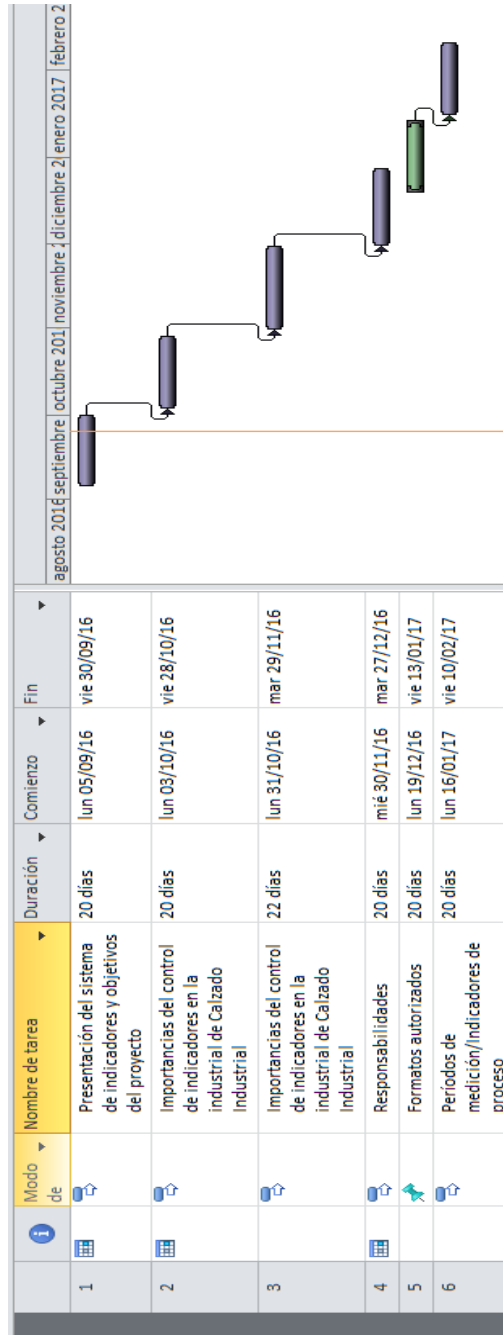 Modo de
Nombre de tarea
Duración
Comienzo
Fin
agosto 2016
septiembre
octubre 201
noviembre
diciembre 2
enero 2017
febrero 2
1
Presentación del sistema
de indicadores y objetivos
del proyecto
20 días
lun 05/09/16
vie 30/09/16
2
Importancias del control
de indicadores en la
industrial de Calzado
Industrial
20 días
lun 03/10/16
vie 28/10/16
3
Importancias del control
de indicadores en la
industrial de Calzado
Industrial
22 días
lun 31/10/16
mar 29/11/16
4
Responsabilidades
20 días
mié 30/11/16
mar 27/12/16
5
Formatos autorizados
20 días
lun 19/12/16
vie 13/01/17
6
Períodos de
medición/Indicadores de
proceso
20 días
lun 16/01/17
vie 10/02/17